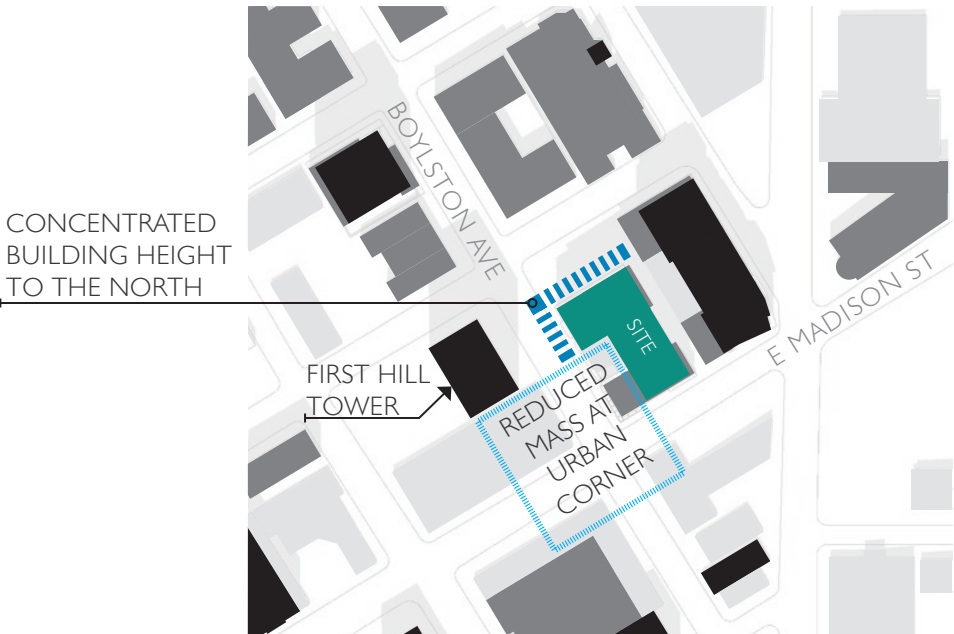 BOYLSTON AVE
CONCENTRATED
BUILDING HEIGHT
TO THE NORTH
E MADISON ST
SITE
FIRST HILL
TOWER
REDUCED
MASS AT
URBAN
CORNER